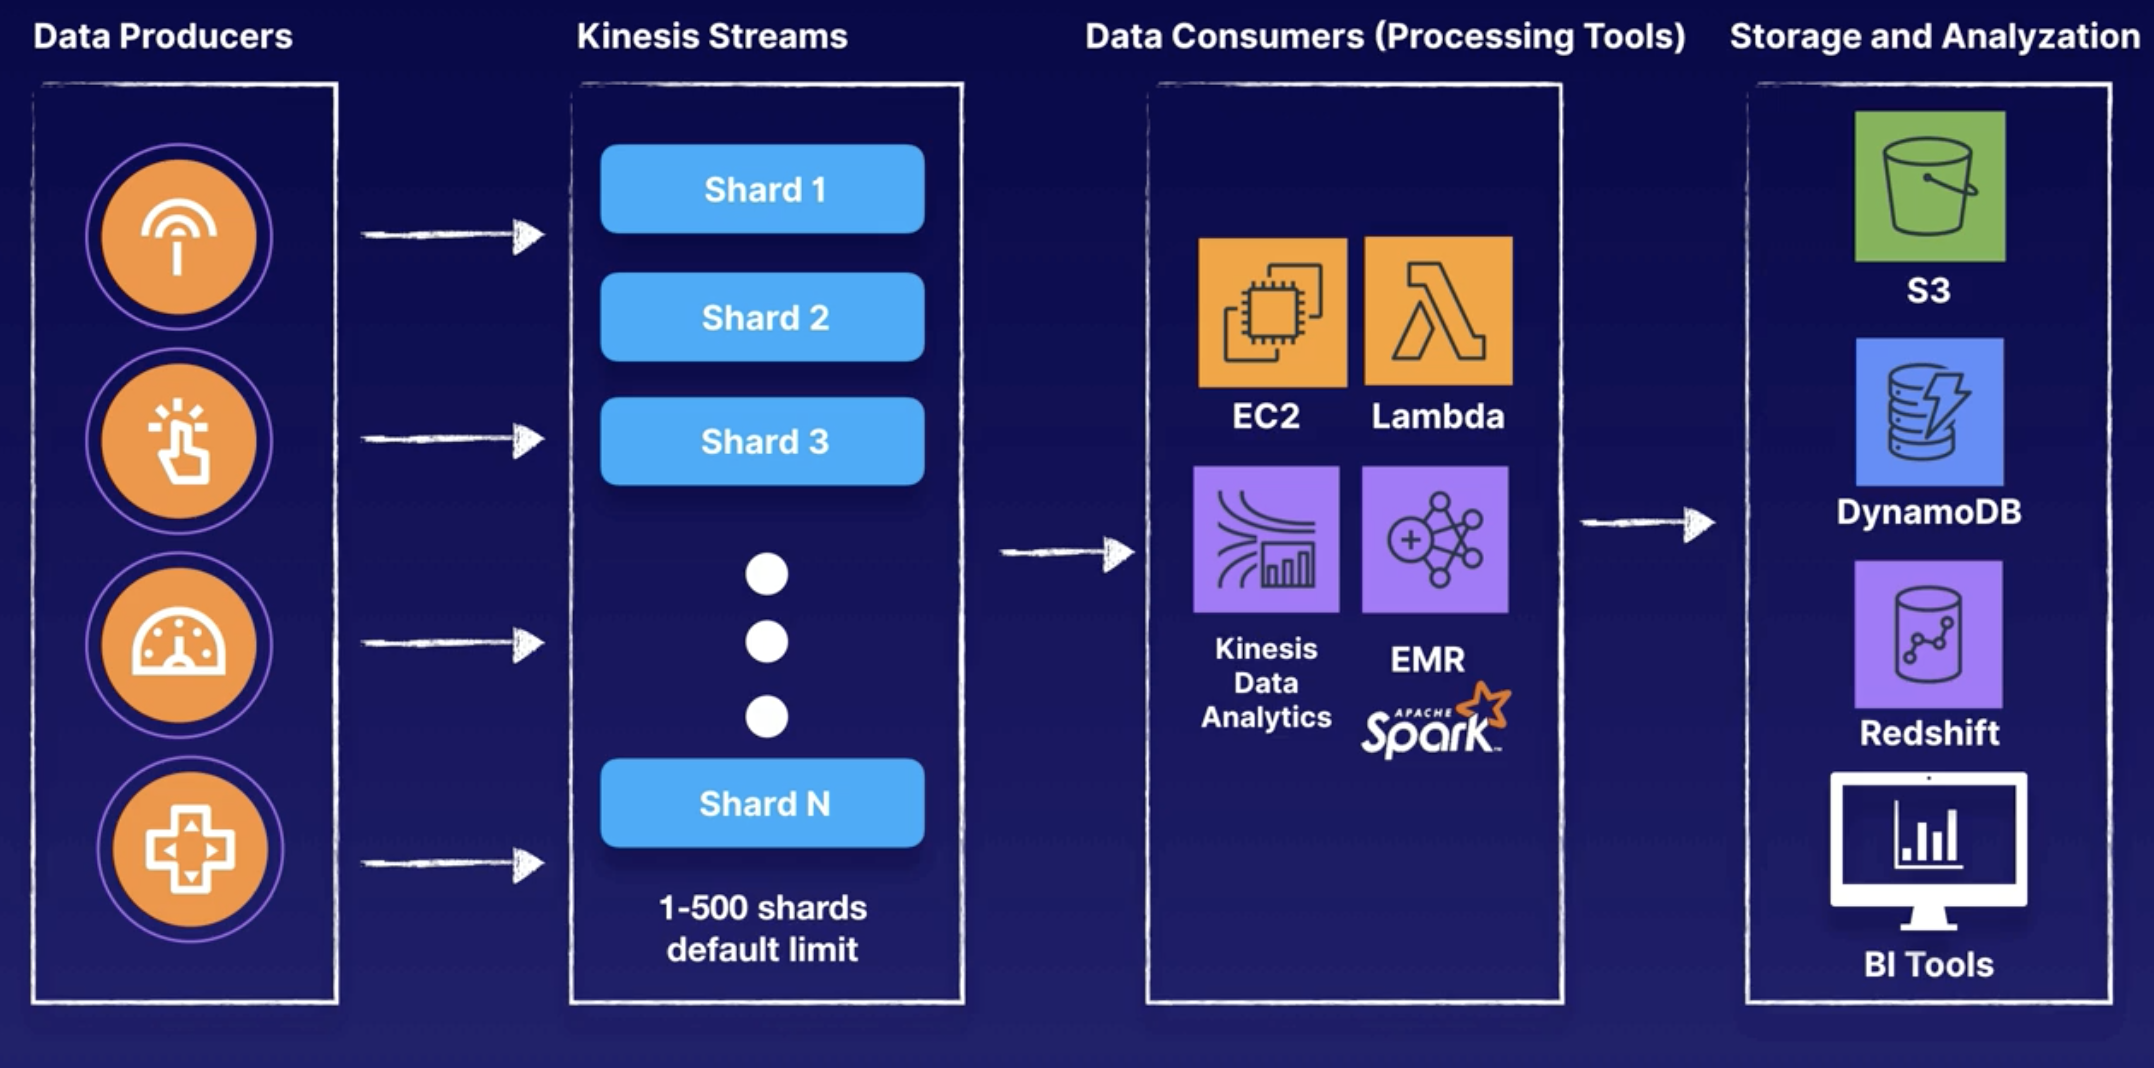 Data Producers
Kinesis Streams
Data Consumers (Processing Tools)
Storage and Analyzation
Shard 1
Shard 2
Shard 3
Shard N
1-500 shards
default limit
EC2
Lambda
Kinesis
Data
Analytics
EMR
APACHE
Spark™
S3
DynamoDB
Redshift
BI Tools